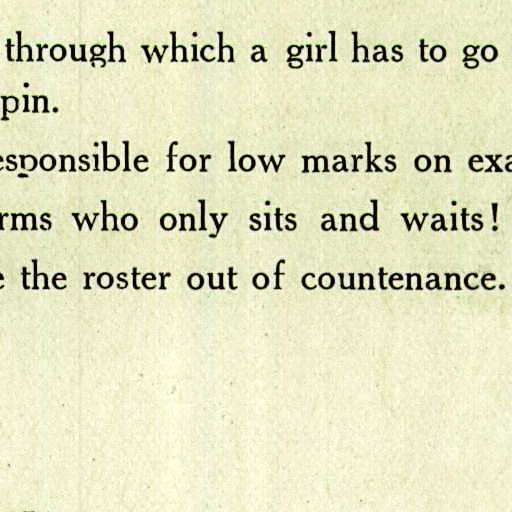 through which a girl has to go
pin.
esponsible for low marks on exa
rms who only sits and waits!
e the roster out of countenance.